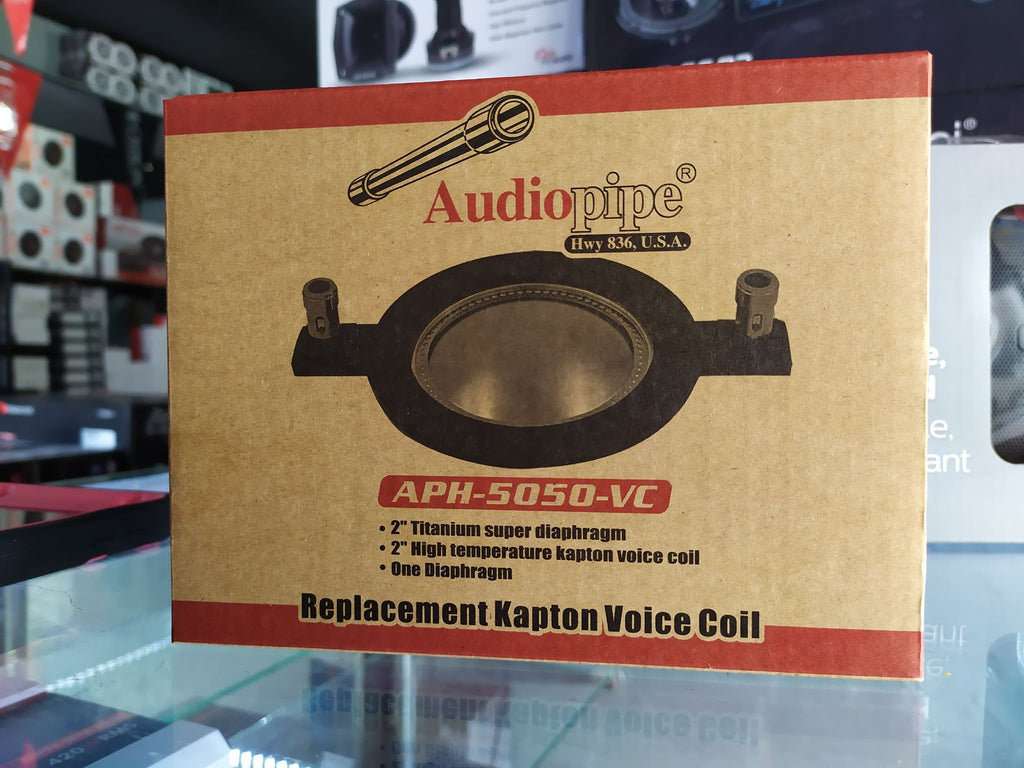 Audiopipe®
Hwy 836, U.S.A.
APH-5050-VC
• 2" Titanium super diaphragm
• 2" High temperature kapton voice coil
• One Diaphragm
Replacement Kapton Voice Coil